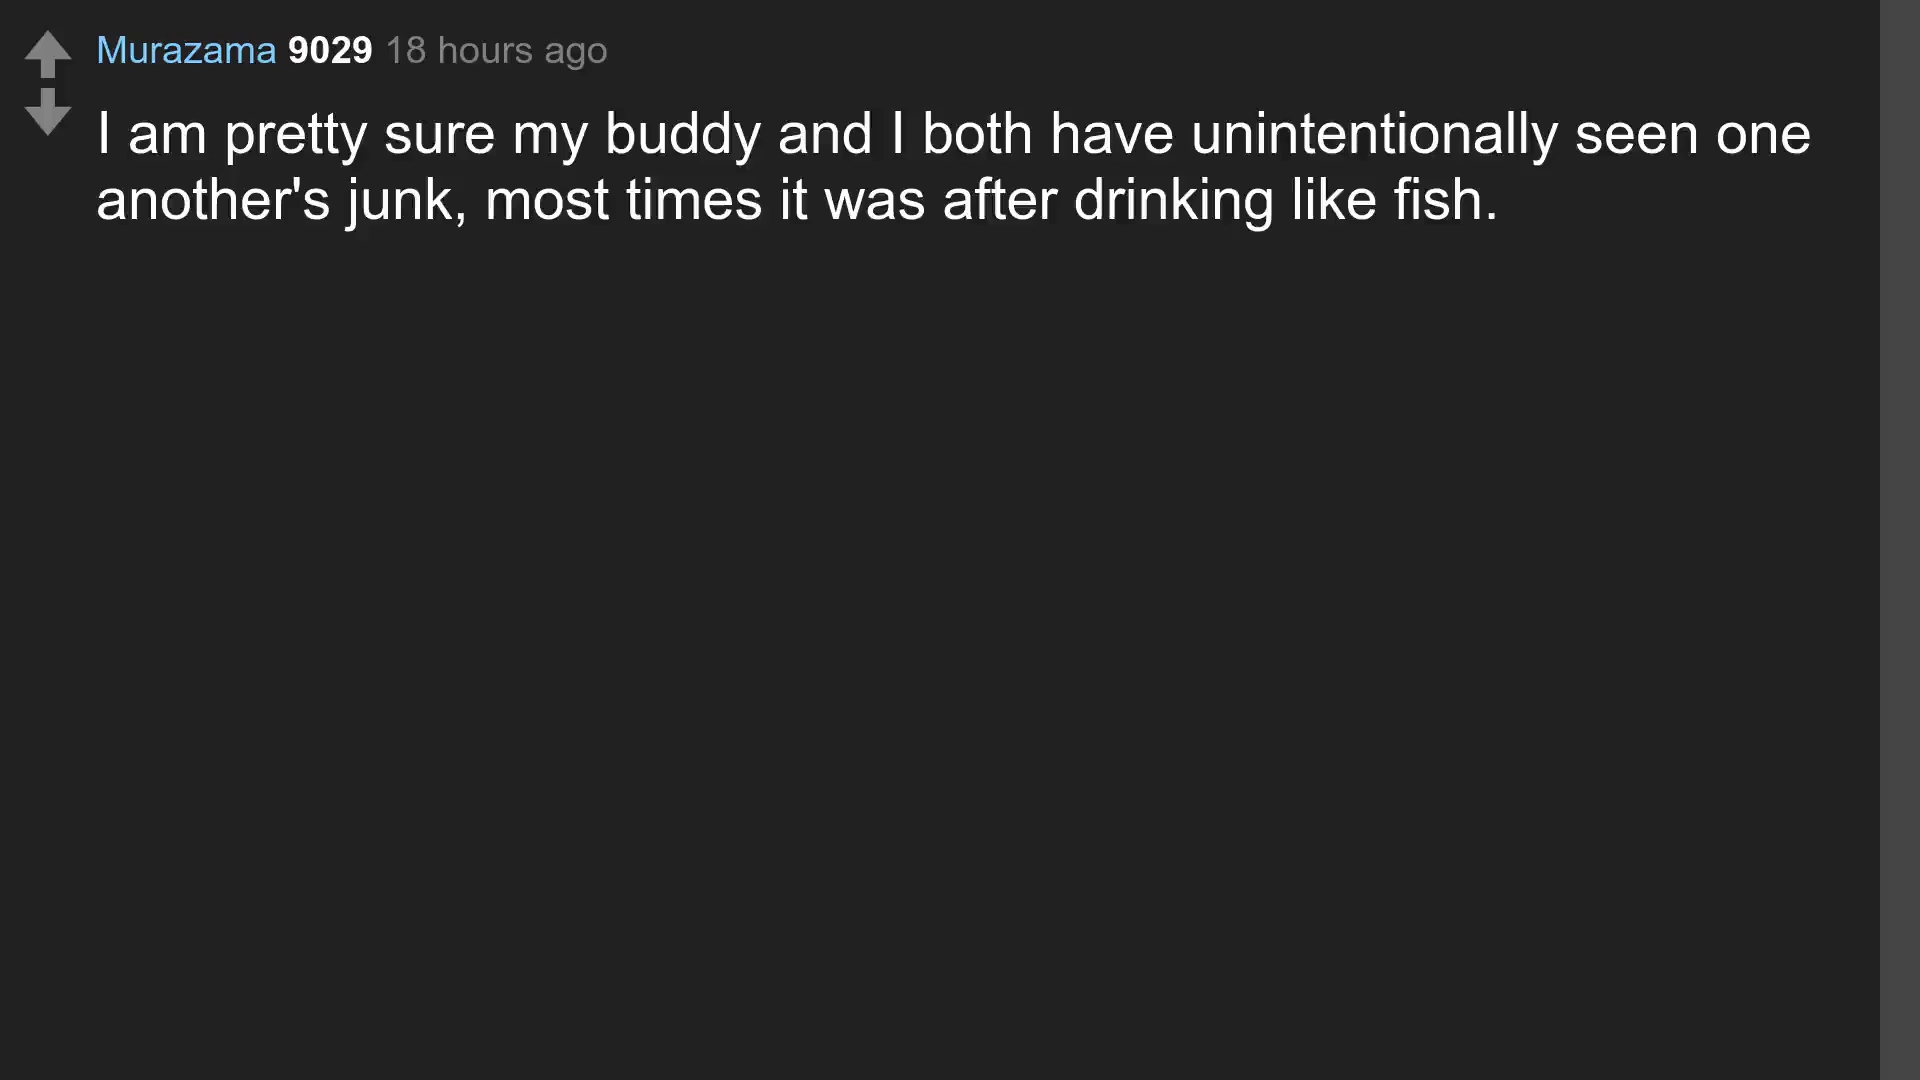 Murazama 9029 18 hours ago
I am pretty sure my buddy and I both have unintentionally seen one
another's junk, most times it was after drinking like fish.